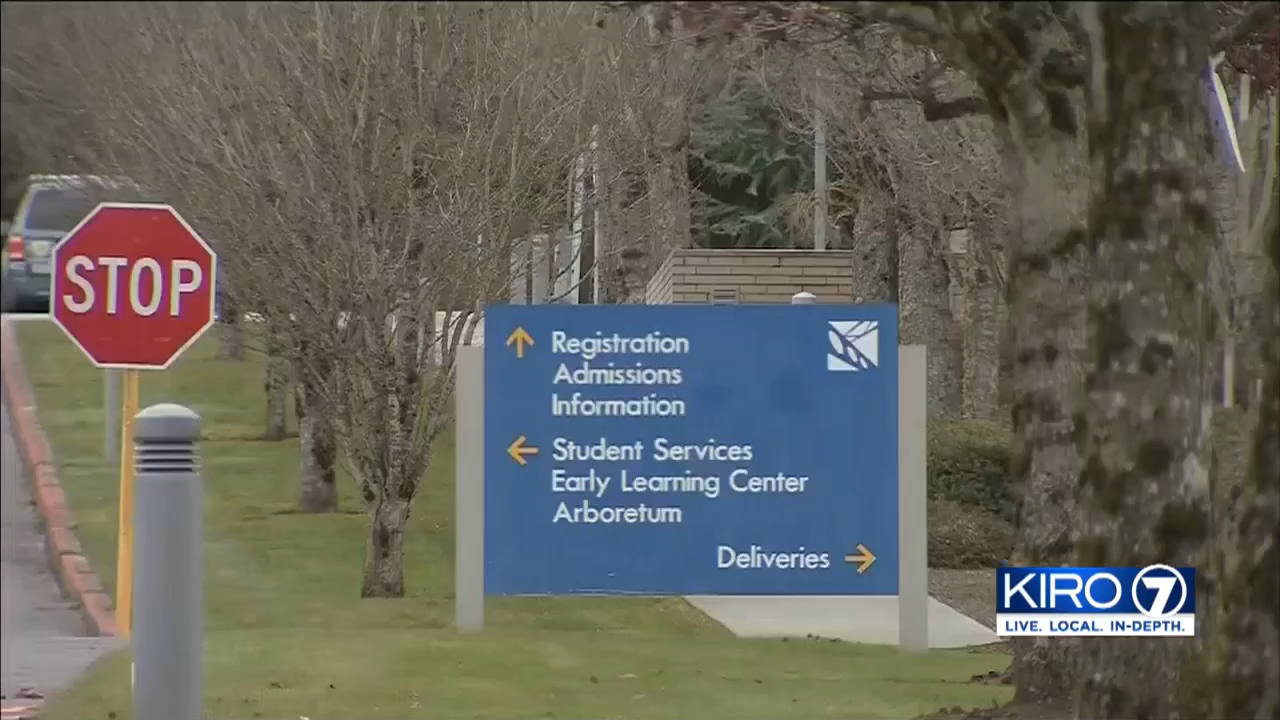 STOP
Registration
Admissions
Information
Student Services
Early Learning Center
Arboretum
Deliveries
KIRO 7
LIVE. LOCAL. IN-DEPTH.